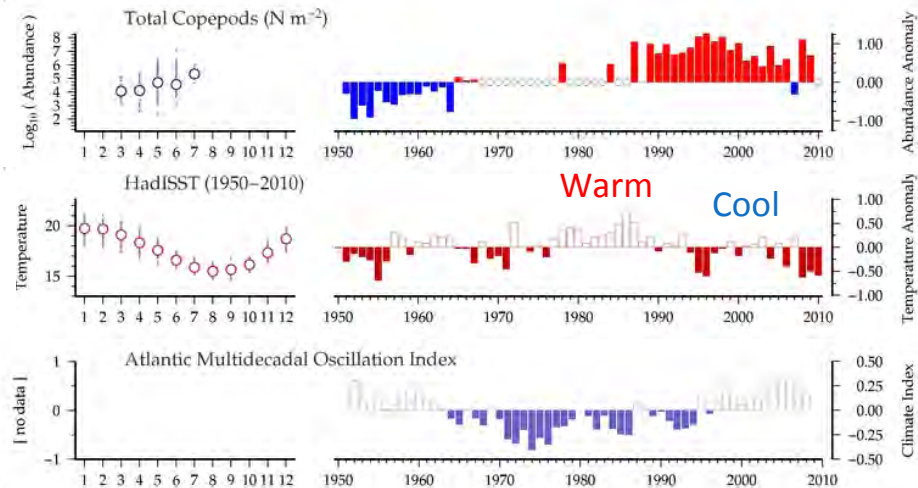 Total Copepods (N m⁻²)
Log₁₀ ( Abundance )
8
7
6
5
4
3
2
1 2 3 4 5 6 7 8 9 10 11 12
1950 1960 1970 1980 1990 2000 2010
1.00
0.00
−1.00
Abundance Anomaly
HadISST (1950−2010)
Warm
Cool
Temperature
20
15
1 2 3 4 5 6 7 8 9 10 11 12
1950 1960 1970 1980 1990 2000 2010
1.00
0.50
0.00
−0.50
−1.00
Temperature Anomaly
Atlantic Multidecadal Oscillation Index
[ no data ]
1
0
−1
1 2 3 4 5 6 7 8 9 10 11 12
1950 1960 1970 1980 1990 2000 2010
0.50
0.25
0.00
−0.25
−0.50
Climate Index